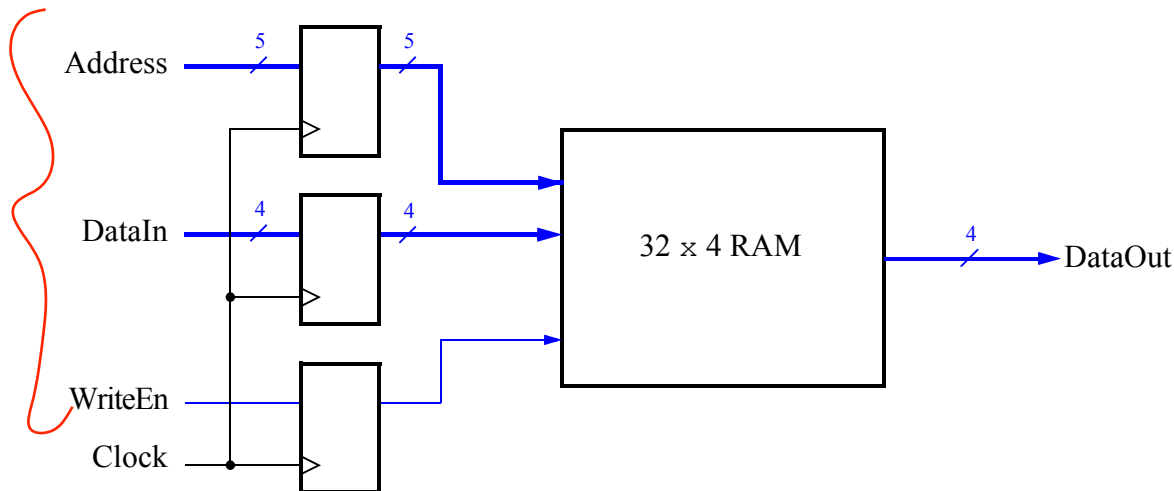 5
5
Address
4
4
DataIn
32 x 4 RAM
4
DataOut
WriteEn
Clock